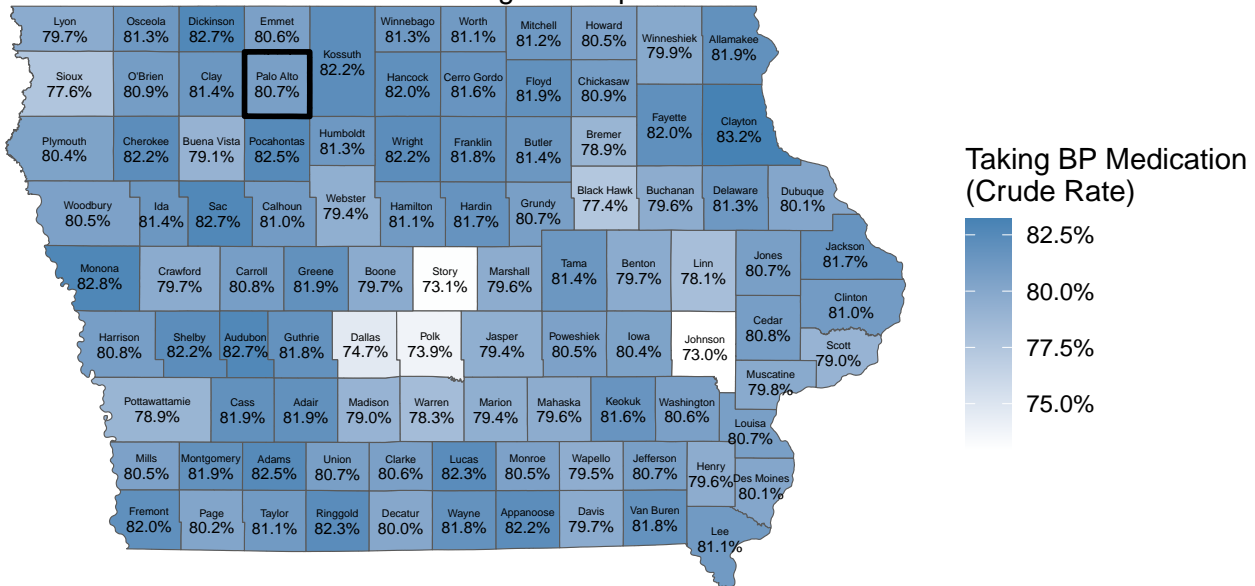 Lyon
79.7%
Osceola
81.3%
Dickinson
82.7%
Emmet
80.6%
Kossuth
82.2%
Winnebago
81.3%
Worth
81.1%
Mitchell
81.2%
Howard
80.5%
Winneshiek
79.9%
Allamakee
81.9%
Sioux
77.6%
O'Brien
80.9%
Clay
81.4%
Palo Alto
80.7%
Hancock
82.0%
Cerro Gordo
81.6%
Floyd
81.9%
Chickasaw
80.9%
Fayette
82.0%
Clayton
83.2%
Plymouth
80.4%
Cherokee
82.2%
Buena Vista
79.1%
Pocahontas
82.5%
Humboldt
81.3%
Wright
82.2%
Franklin
81.8%
Butler
81.4%
Bremer
78.9%
Woodbury
80.5%
Ida
81.4%
Sac
82.7%
Calhoun
81.0%
Webster
79.4%
Hamilton
81.1%
Hardin
81.7%
Grundy
80.7%
Black Hawk
77.4%
Buchanan
79.6%
Delaware
81.3%
Dubuque
80.1%
Monona
82.8%
Crawford
79.7%
Carroll
80.8%
Greene
81.9%
Boone
79.7%
Story
73.1%
Marshall
79.6%
Tama
81.4%
Benton
79.7%
Linn
78.1%
Jones
80.7%
Jackson
81.7%
Clinton
81.0%
Harrison
80.8%
Shelby
82.2%
Audubon
82.7%
Guthrie
81.8%
Dallas
74.7%
Polk
73.9%
Jasper
79.4%
Poweshiek
80.5%
Iowa
80.4%
Johnson
73.0%
Cedar
80.8%
Scott
79.0%
Muscatine
79.8%
Pottawattamie
78.9%
Cass
81.9%
Adair
81.9%
Madison
79.0%
Warren
78.3%
Marion
79.4%
Mahaska
79.6%
Keokuk
81.6%
Washington
80.6%
Louisa
80.7%
Mills
80.5%
Montgomery
81.9%
Adams
82.5%
Union
80.7%
Clarke
80.6%
Lucas
82.3%
Monroe
80.5%
Wapello
79.5%
Jefferson
80.7%
Henry
79.6%
Des Moines
80.1%
Fremont
82.0%
Page
80.2%
Taylor
81.1%
Ringgold
82.3%
Decatur
80.0%
Wayne
81.8%
Appanoose
82.2%
Davis
79.7%
Van Buren
81.8%
Lee
81.1%
Taking BP Medication
(Crude Rate)
82.5%
80.0%
77.5%
75.0%